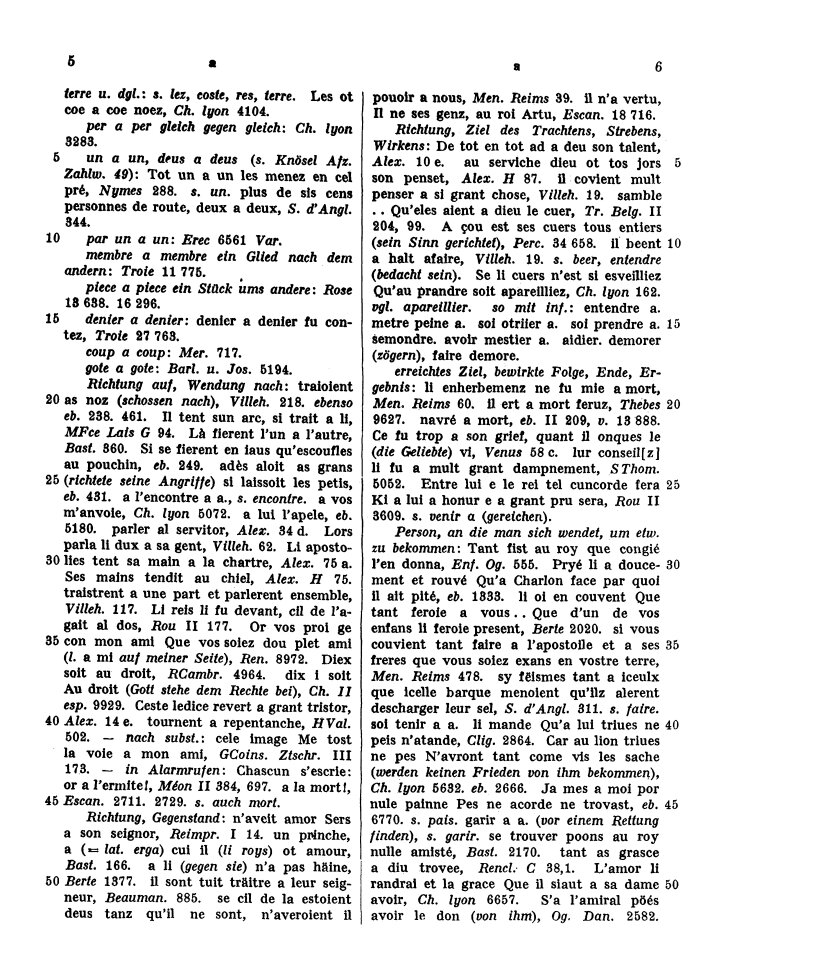 5 a
terre u. dgl.: s. lez, coste, res, terre. Les ot
coe a coe noez, Ch. lyon 4104.
per a per gleich gegen gleich: Ch. lyon
3283.
5 un a un, deus a deus (s. Knösel Afz.
Zahlw. 49): Tot un a un les menez en cel
pré, Nymes 288. s. un. plus de sis cens
personnes de route, deux a deux, S. d'Angl.
344.
10 par un a un: Erec 6561 Var.
membre a membre ein Glied nach dem
andern: Troie 11 775.
piece a piece ein Stück ums andere: Rose
13 638. 16 296.
15 denier a denier: denier a denier fu con-
tez, Troie 27 763.
coup a coup: Mer. 717.
gote a gote: Barl. u. Jos. 5194.
Richtung auf, Wendung nach: traioient
20 as noz (schossen nach), Villeh. 218. ebenso
eb. 238. 461. Il tent sun arc, si trait a li,
MFce Lais G 94. Là fierent l'un a l'autre,
Bast. 360. Si se fierent en iaus qu'escoufles
au pouchin, eb. 249. adès aloit as grans
25 (richtete seine Angriffe) si laissoit les petis,
eb. 431. a l'encontre a a., s. encontre. a vos
m'anvoie, Ch. lyon 5072. a lui l'apele, eb.
5180. parler al servitor, Alex. 34 d. Lors
parla li dux a sa gent, Villeh. 62. Li aposto-
30 lies tent sa main a la chartre, Alex. 75 a.
Ses mains tendit au chiel, Alex. H 75.
traistrent a une part et parlerent ensemble,
Villeh. 117. Li reis li fu devant, cil de l'a-
gait al dos, Rou II 177. Or vos proi ge
35 con mon ami Que vos soiez dou plet ami
(l. a mi auf meiner Seite), Ren. 8972. Diex
soit au droit, RCambr. 4964. dix i soit
Au droit (Gott stehe dem Rechte bei), Ch. II
esp. 9929. Ceste ledice revert a grant tristor,
40 Alex. 14 e. tournent a repentanche, HVal.
502. — nach subst.: cele image Me tost
la voie a mon ami, GCoins. Ztschr. III
173. — in Alarmrufen: Chascun s'escrie:
or a l'ermite!, Méon II 384, 697. a la mort!,
45 Escan. 2711. 2729. s. auch mort.
Richtung, Gegenstand: n'aveit amor Sers
a son seignor, Reimpr. I 14. un prince,
a (= lat. erga) cui il (li roys) ot amour,
Bast. 166. a li (gegen sie) n'a pas häine,
50 Berte 1377. il sont tuit träitre a leur seig-
neur, Beauman. 885. se cil de la estoient
deus tanz qu'il ne sont, n'averoient il
a 6
pouoir a nous, Men. Reims 39. il n'a vertu,
Il ne ses genz, au roi Artu, Escan. 18 716.
Richtung, Ziel des Trachtens, Strebens,
Wirkens: De tot en tot ad a deu son talent,
Alex. 10 e. au serviche dieu ot tos jors 5
son penset, Alex. H 87. il covient mult
penser a si grant chose, Villeh. 19. samble
. . Qu'eles aient a dieu le cuer, Tr. Belg. II
204, 99. A çou est ses cuers tous entiers
(sein Sinn gerichtet), Perc. 34 658. il beent 10
a halt afaire, Villeh. 19. s. beer, entendre
(bedacht sein). Se li cuers n'est si esveilliez
Qu'au prandre soit apareilliez, Ch. lyon 162.
vgl. apareillier. so mit inf.: entendre a.
metre peine a. soi otriier a. soi prendre a. 15
semondre. avoir mestier a. aidier. demorer
(zögern), faire demore.
erreichtes Ziel, bewirkte Folge, Ende, Er-
gebnis: li enherbemenz ne fu mie a mort,
Men. Reims 60. il ert a mort feruz, Thebes 20
9627. navré a mort, eb. II 209, v. 13 888.
Ce fu trop a son grief, quant il onques le
(die Geliebte) vi, Venus 58 c. lur conseil[z]
li fu a mult grant dampnement, S Thom.
5052. Entre lui e le rei tel cuncorde fera 25
Ki a lui a honur e a grant pru sera, Rou II
3609. s. venir a (gereichen).
Person, an die man sich wendet, um etw.
zu bekommen: Tant fist au roy que congié
l'en donna, Enf. Og. 555. Pryé li a douce- 30
ment et rouvé Qu'a Charlon face par quoi
il ait pité, eb. 1333. li oi en couvent Que
tant feroie a vous . . Que d'un de vos
enfans li feroie present, Berte 2020. si vous
couvient tant faire a l'apostoile et a ses 35
freres que vous soiez exans en vostre terre,
Men. Reims 478. sy fëismes tant a iceulx
que icelle barque menoient qu'ilz alerent
descharger leur sel, S. d'Angl. 311. s. faire.
soi tenir a a. li mande Qu'a lui triues ne 40
peis n'atande, Clig. 2864. Car au lion triues
ne pes N'avront tant come vis les sache
(werden keinen Frieden von ihm bekommen),
Ch. lyon 5632. eb. 2666. Ja mes a moi por
nule painne Pes ne acorde ne trovast, eb. 45
6770. s. pais. garir a a. (vor einem Rettung
finden), s. garir. se trouver poons au roy
nulle amisté, Bast. 2170. tant as grasce
a diu trovee, Rencl. C 38,1. L'amor li
randrai et la grace Que il siaut a sa dame 50
avoir, Ch. lyon 6657. S'a l'amiral pöés
avoir le don (von ihm), Og. Dan. 2582.